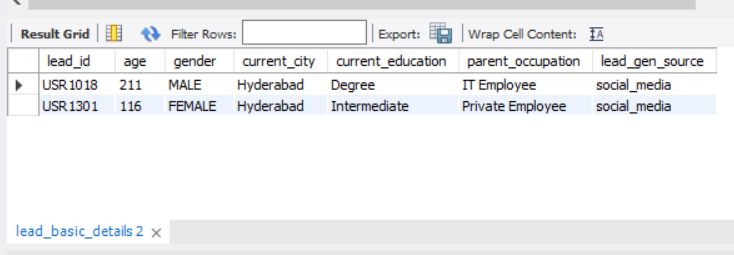 Result Grid Filter Rows: Export: Wrap Cell Content: IA
lead_id age gender current_city current_education parent_occupation lead_gen_source
USR1018 211 MALE Hyderabad Degree IT Employee social_media
USR1301 116 FEMALE Hyderabad Intermediate Private Employee social_media
lead_basic_details 2 ×